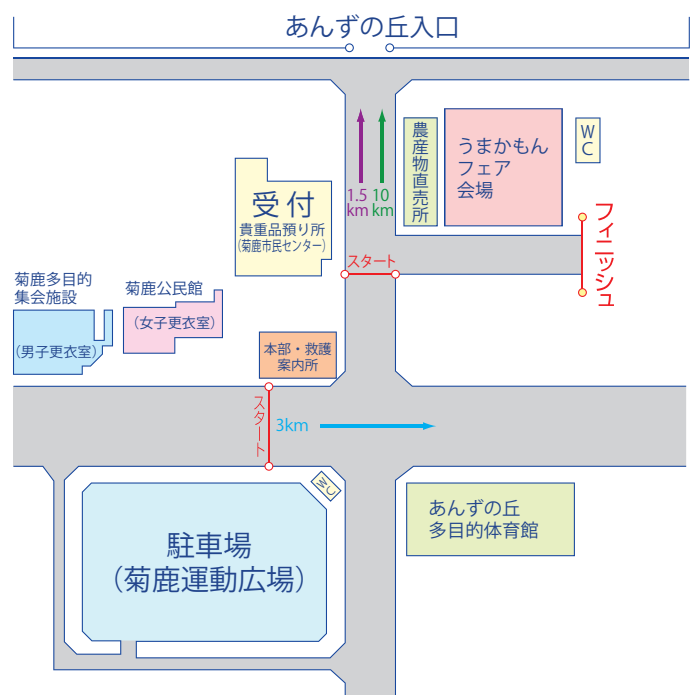 あんずの丘入口
1.5
km
10
km
農産物直売所
うまかもん
フェア
会場
WC
受付
貴重品預り所
(菊鹿市民センター)
スタート
フィニッシュ
菊鹿多目的
集会施設
(男子更衣室)
菊鹿公民館
(女子更衣室)
本部・救護
案内所
スタート
3km
WC
あんずの丘
多目的体育館
駐車場
(菊鹿運動広場)